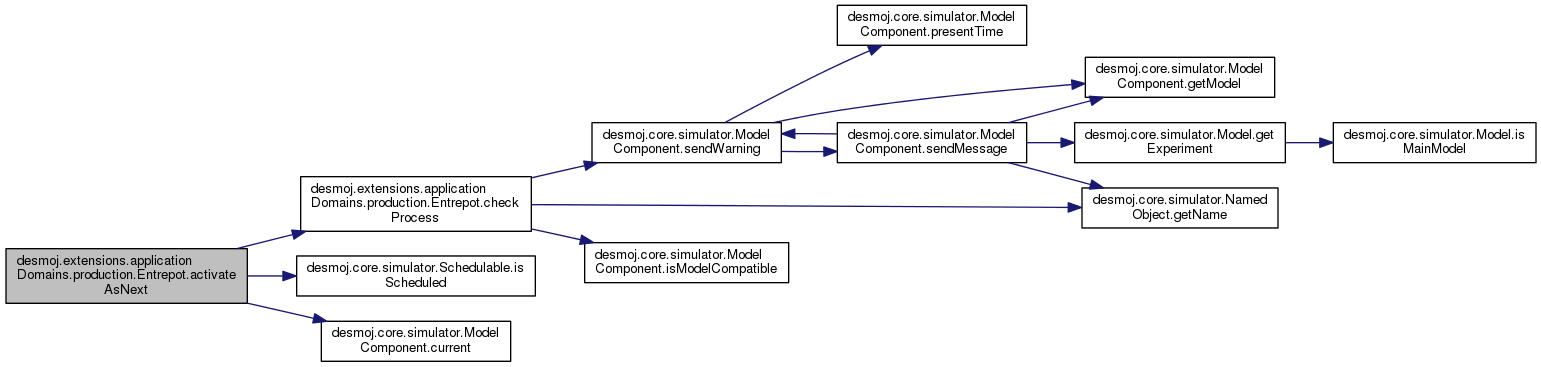 desmoj.extensions.application
Domains.production.Entrepot.activate
AsNext
desmoj.extensions.application
Domains.production.Entrepot.check
Process
desmoj.core.simulator.Schedulable.is
Scheduled
desmoj.core.simulator.Model
Component.current
desmoj.core.simulator.Model
Component.sendWarning
desmoj.core.simulator.Model
Component.isModelCompatible
desmoj.core.simulator.Model
Component.presentTime
desmoj.core.simulator.Model
Component.sendMessage
desmoj.core.simulator.Model
Component.getModel
desmoj.core.simulator.Model.get
Experiment
desmoj.core.simulator.Named
Object.getName
desmoj.core.simulator.Model.is
MainModel